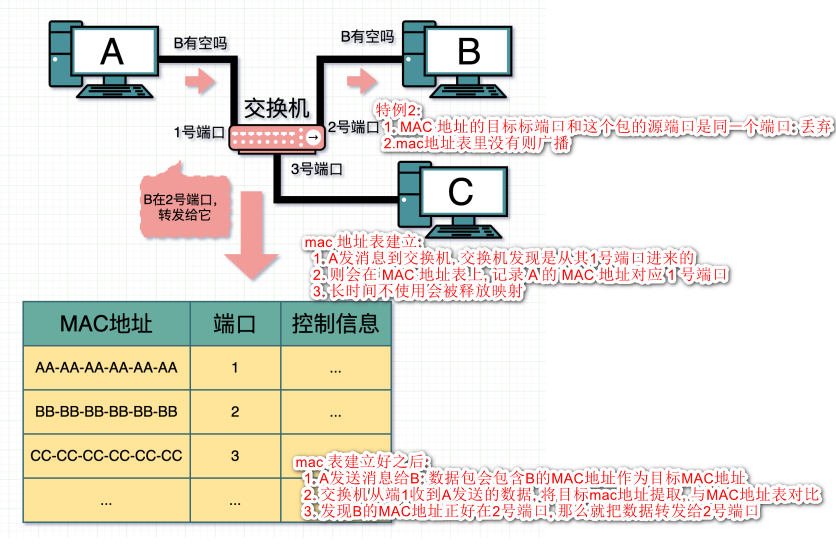 A
B有空吗
B有空吗
B
交换机
1号端口
2号端口
特例2:
1. MAC 地址的目标标端口和这个包的源端口是同一个端口: 丢弃
2.mac地址表里没有则广播
3号端口
C
B在2号端口,
转发给它
mac 地址表建立:
1. A发消息到交换机, 交换机发现是从其1号端口进来的
2. 则会在 MAC 地址表上, 记录 A 的 MAC 地址对应 1 号端口
3. 长时间不使用会被释放映射
MAC地址 端口 控制信息
AA-AA-AA-AA-AA-AA 1 ...
BB-BB-BB-BB-BB-BB 2 ...
CC-CC-CC-CC-CC-CC 3
... ...
mac 表建立好之后:
1. A发送消息给B: 数据包会包含B的MAC地址作为目标MAC地址
2. 交换机从端1收到A发送的数据, 将目标mac地址提取, 与MAC地址表对比
3. 发现B的MAC地址正好在2号端口, 那么就把数据转发给2号端口